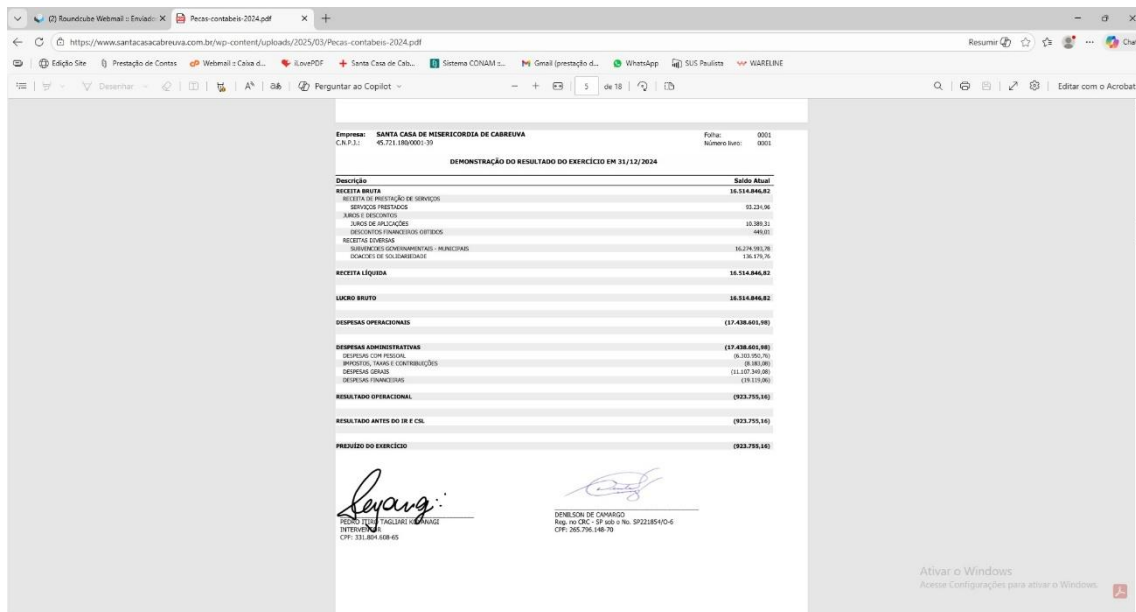 (2) Roundcube Webmail :: Enviado: X
Pecas-contabeis-2024.pdf
https://www.santacasacabreuva.com.br/wp-content/uploads/2025/03/Pecas-contabeis-2024.pdf
Resumir
Edição Site Prestação de Contas Webmail :: Caixa d... iLovePDF Santa Casa de Cab... Sistema CONAM ::... Gmail (prestação d... WhatsApp SUS Paulista WARELINE
Desenhar Perguntar ao Copilot 5 de 18 Editar com o Acrobat
Empresa: SANTA CASA DE MISERICORDIA DE CABREUVA Folha: 0001
C.N.P.J.: 45.721.180/0001-39 Número livro: 0001
DEMONSTRAÇÃO DO RESULTADO DO EXERCÍCIO EM 31/12/2024
Descrição Saldo Atual
RECEITA BRUTA 16.514.846,82
RECEITA DE PRESTAÇÃO DE SERVIÇOS
SERVIÇOS PRESTADOS 93.234,96
JUROS E DESCONTOS
JUROS DE APLICAÇÕES 10.389,31
DESCONTOS FINANCEIROS OBTIDOS 449,01
RECEITAS DIVERSAS
SUBVENCOES GOVERNAMENTAIS - MUNICIPAIS 16.274.593,78
DOACOES DE SOLIDARIEDADE 136.179,76
RECEITA LÍQUIDA 16.514.846,82
LUCRO BRUTO 16.514.846,82
DESPESAS OPERACIONAIS (17.438.601,98)
DESPESAS ADMINISTRATIVAS (17.438.601,98)
DESPESAS COM PESSOAL (6.303.950,76)
IMPOSTOS, TAXAS E CONTRIBUIÇÕES (8.183,08)
DESPESAS GERAIS (11.107.349,08)
DESPESAS FINANCEIRAS (19.119,06)
RESULTADO OPERACIONAL (923.755,16)
RESULTADO ANTES DO IR E CSL (923.755,16)
PREJUÍZO DO EXERCÍCIO (923.755,16)
PEDRO TAGLIARI
INTERVENTOR
CPF: 331.804.608-65
DENILSON DE CAMARGO
Reg. no CRC - SP sob o No. SP221854/O-6
CPF: 265.796.148-70
Ativar o Windows
Acesse Configurações para ativar o Windows.